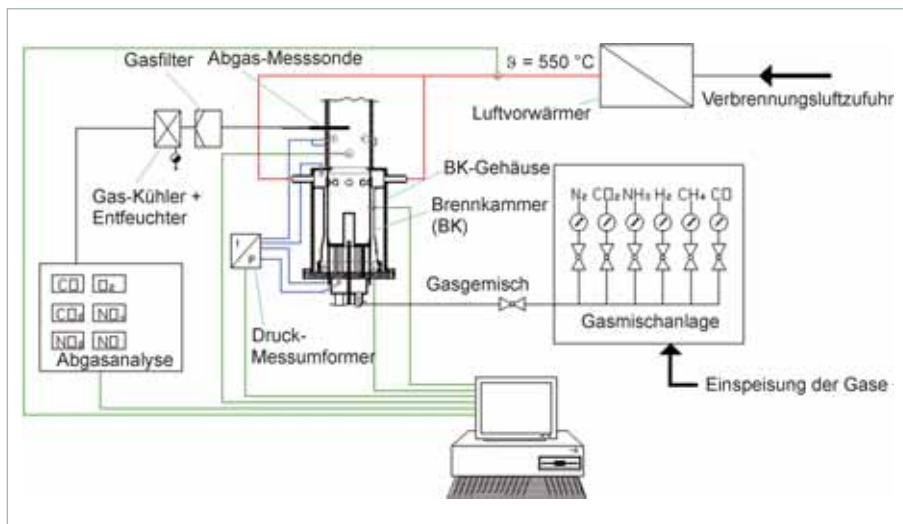 Gasfilter
Abgas-Messsonde
ϑ = 550 °C
Luftvorwärmer
Verbrennungsluftzufuhr
Gas-Kühler +
Entfeuchter
BK-Gehäuse
Brennkammer
(BK)
N₂ CO₂ NH₃ H₂ CH₄ CO
Gasgemisch
Gasmischanlage
I
P
Druck-
Messumformer
CO O₂
CO₂ NOₓ
NO₂ NO
Abgasanalyse
Einspeisung der Gase